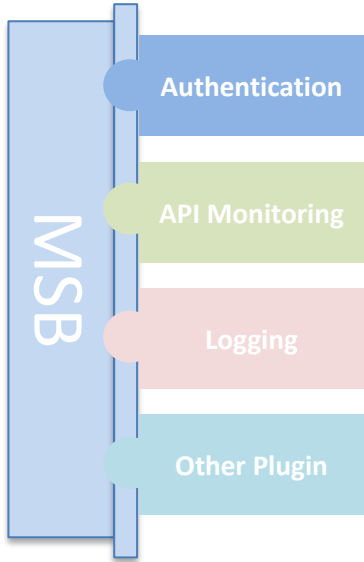 MSB
Authentication
API Monitoring
Logging
Other Plugin